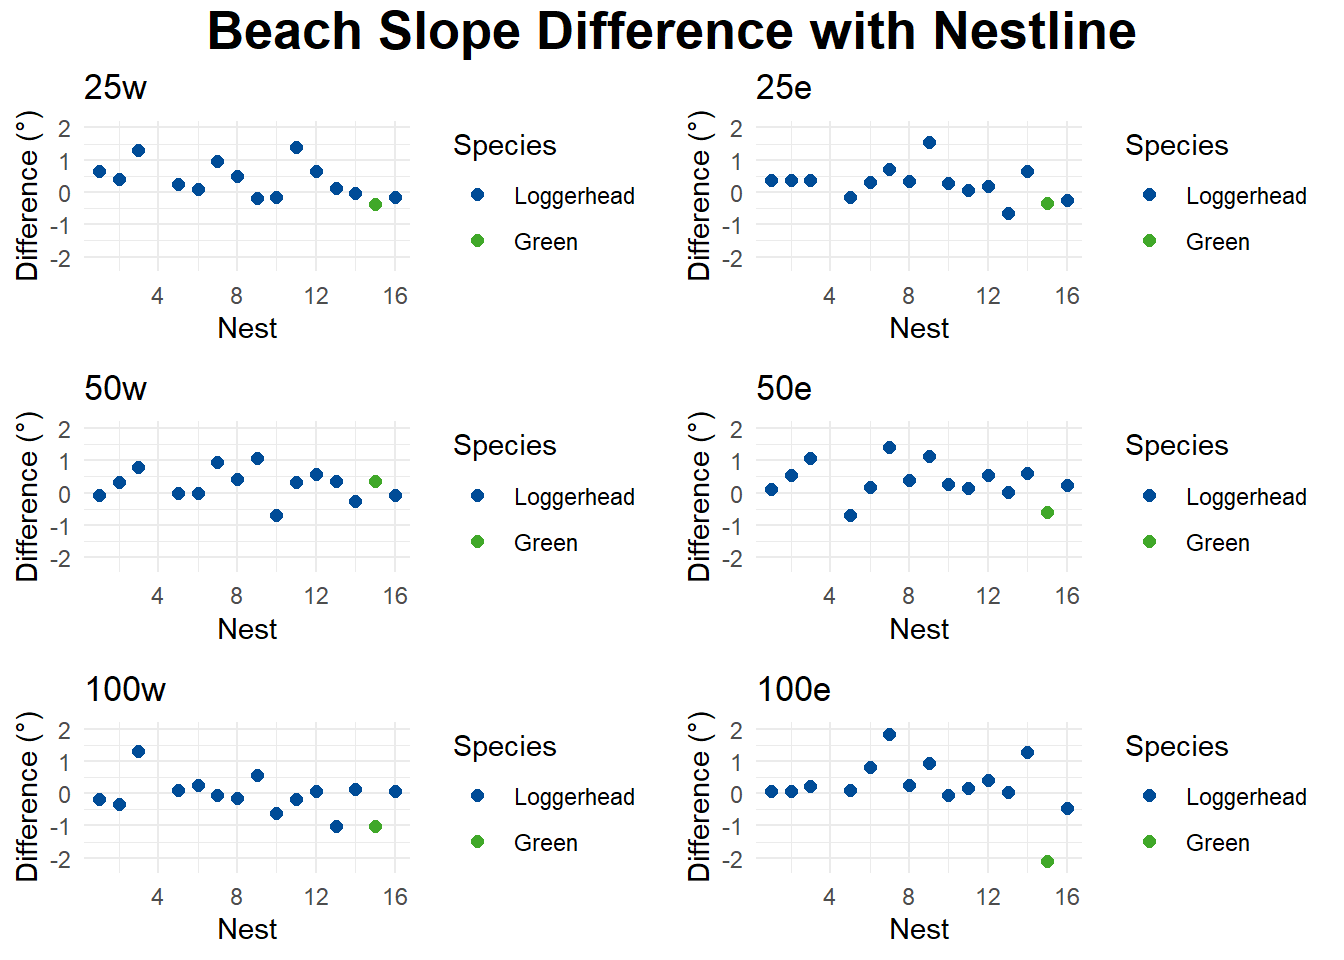 Beach Slope Difference with Nestline
25w
Difference (°)
2
1
0
-1
-2
4 8 12 16
Nest
Species
Loggerhead
Green
25e
Difference (°)
2
1
0
-1
-2
4 8 12 16
Nest
Species
Loggerhead
Green
50w
Difference (°)
2
1
0
-1
-2
4 8 12 16
Nest
Species
Loggerhead
Green
50e
Difference (°)
2
1
0
-1
-2
4 8 12 16
Nest
Species
Loggerhead
Green
100w
Difference (°)
2
1
0
-1
-2
4 8 12 16
Nest
Species
Loggerhead
Green
100e
Difference (°)
2
1
0
-1
-2
4 8 12 16
Nest
Species
Loggerhead
Green